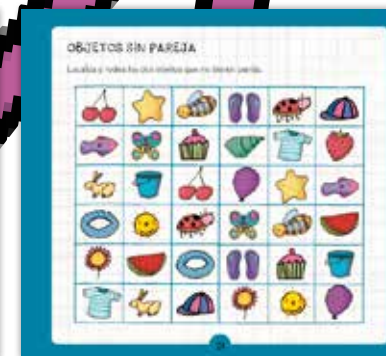 OBJETOS SIN PAREJA
Localiza y rodea los dos objetos que no tienen pareja.